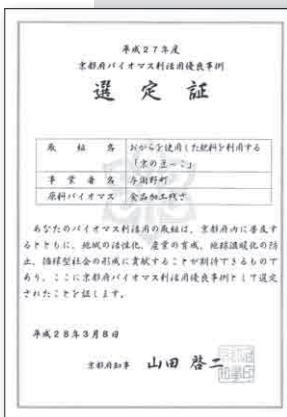 平成27年度
京都府バイオマス利活用優良事例
選定証
取組名 おからを使用した肥料を利用する
「京の豆っこ」
事業者名 与謝野町
原料バイオマス 食品加工残さ
あなたのバイオマス利活用の取組は、京都府内に普及す
るとともに、地域の活性化、産業の育成、地球温暖化の防
止、循環型社会の形成に貢献することが期待できるもので
あり、ここに京都府バイオマス利活用優良事例として選定
されたことを証します。
平成28年3月8日
京都府知事 山田啓二